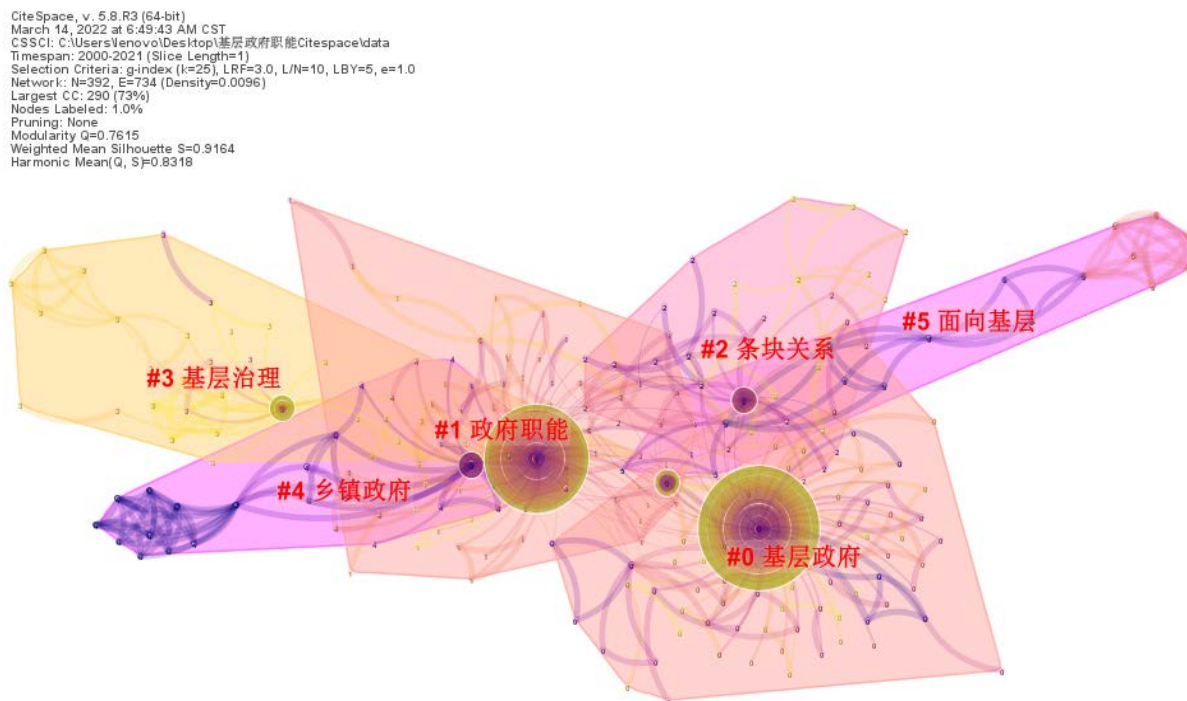 CiteSpace, v. 5.8.R3 (64-bit)
March 14, 2022 at 6:49:43 AM CST
CSSCI: C:\Users\lenovo\Desktop\基层政府职能Citespace\data
Timespan: 2000-2021 (Slice Length=1)
Selection Criteria: g-index (k=25), LRF=3.0, L/N=10, LBY=5, e=1.0
Network: N=392, E=734 (Density=0.0096)
Largest CC: 290 (73%)
Nodes Labeled: 1.0%
Pruning: None
Modularity Q=0.7615
Weighted Mean Silhouette S=0.9164
Harmonic Mean(Q, S)=0.8318
#5 面向基层
#2 条块关系
#3 基层治理
#1 政府职能
#4 乡镇政府
#0 基层政府